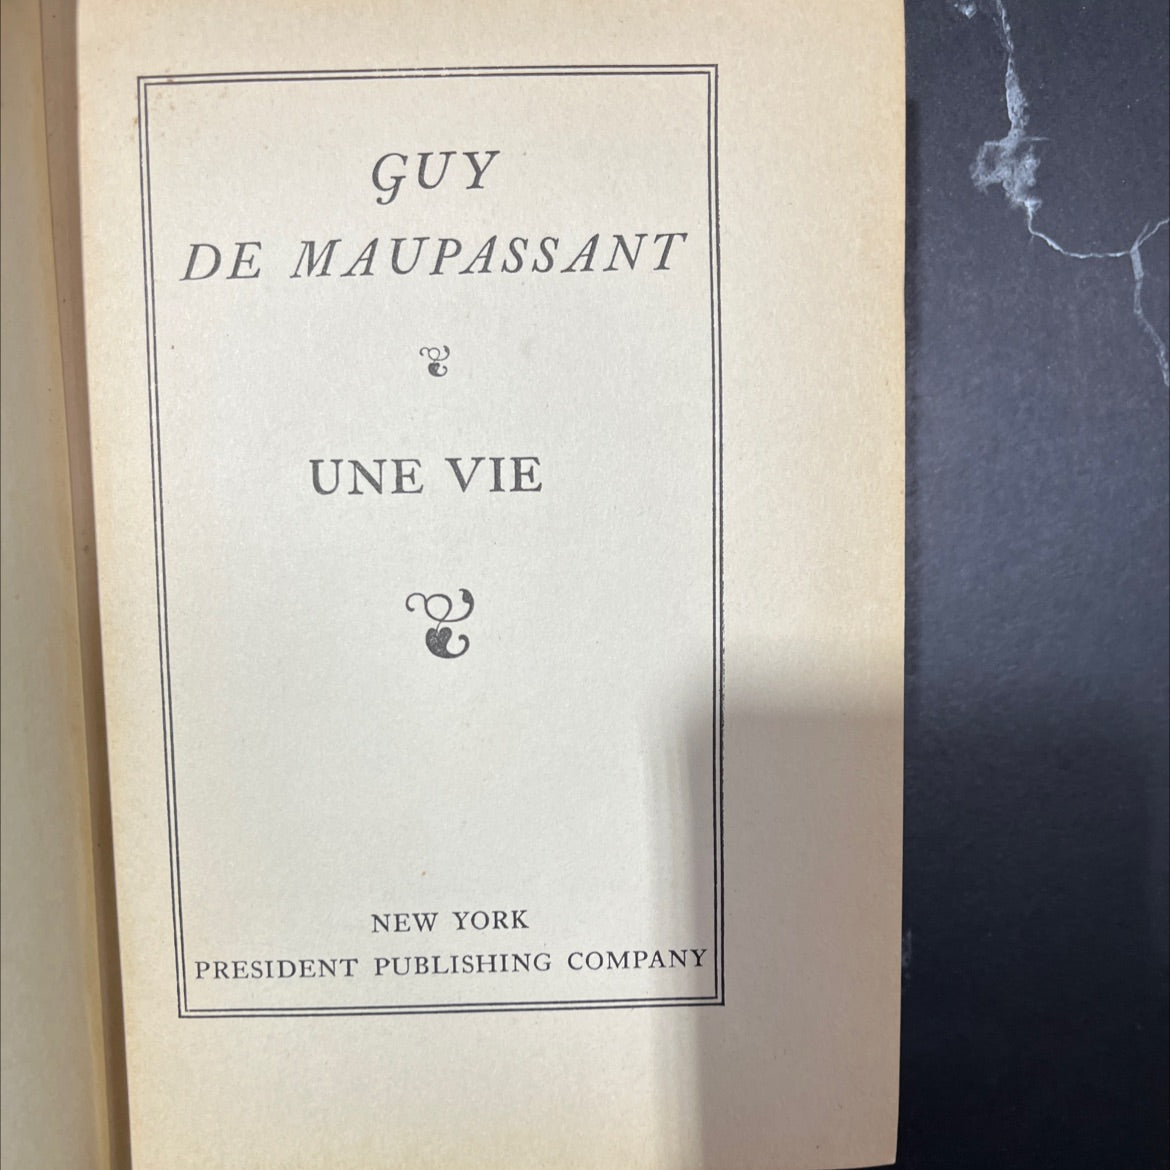 GUY
DE MAUPASSANT
UNE VIE
NEW YORK
PRESIDENT PUBLISHING COMPANY